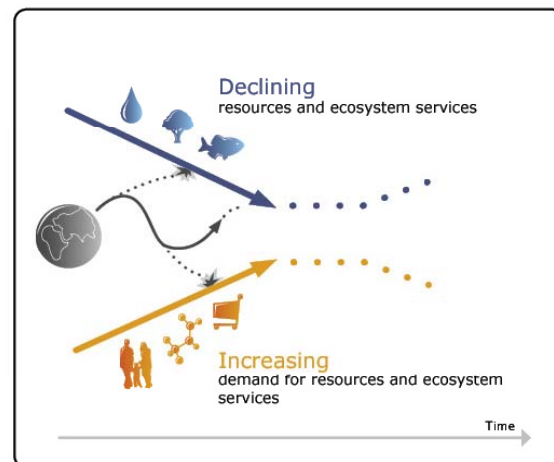 Declining
resources and ecosystem services
Increasing
demand for resources and ecosystem
services
Time